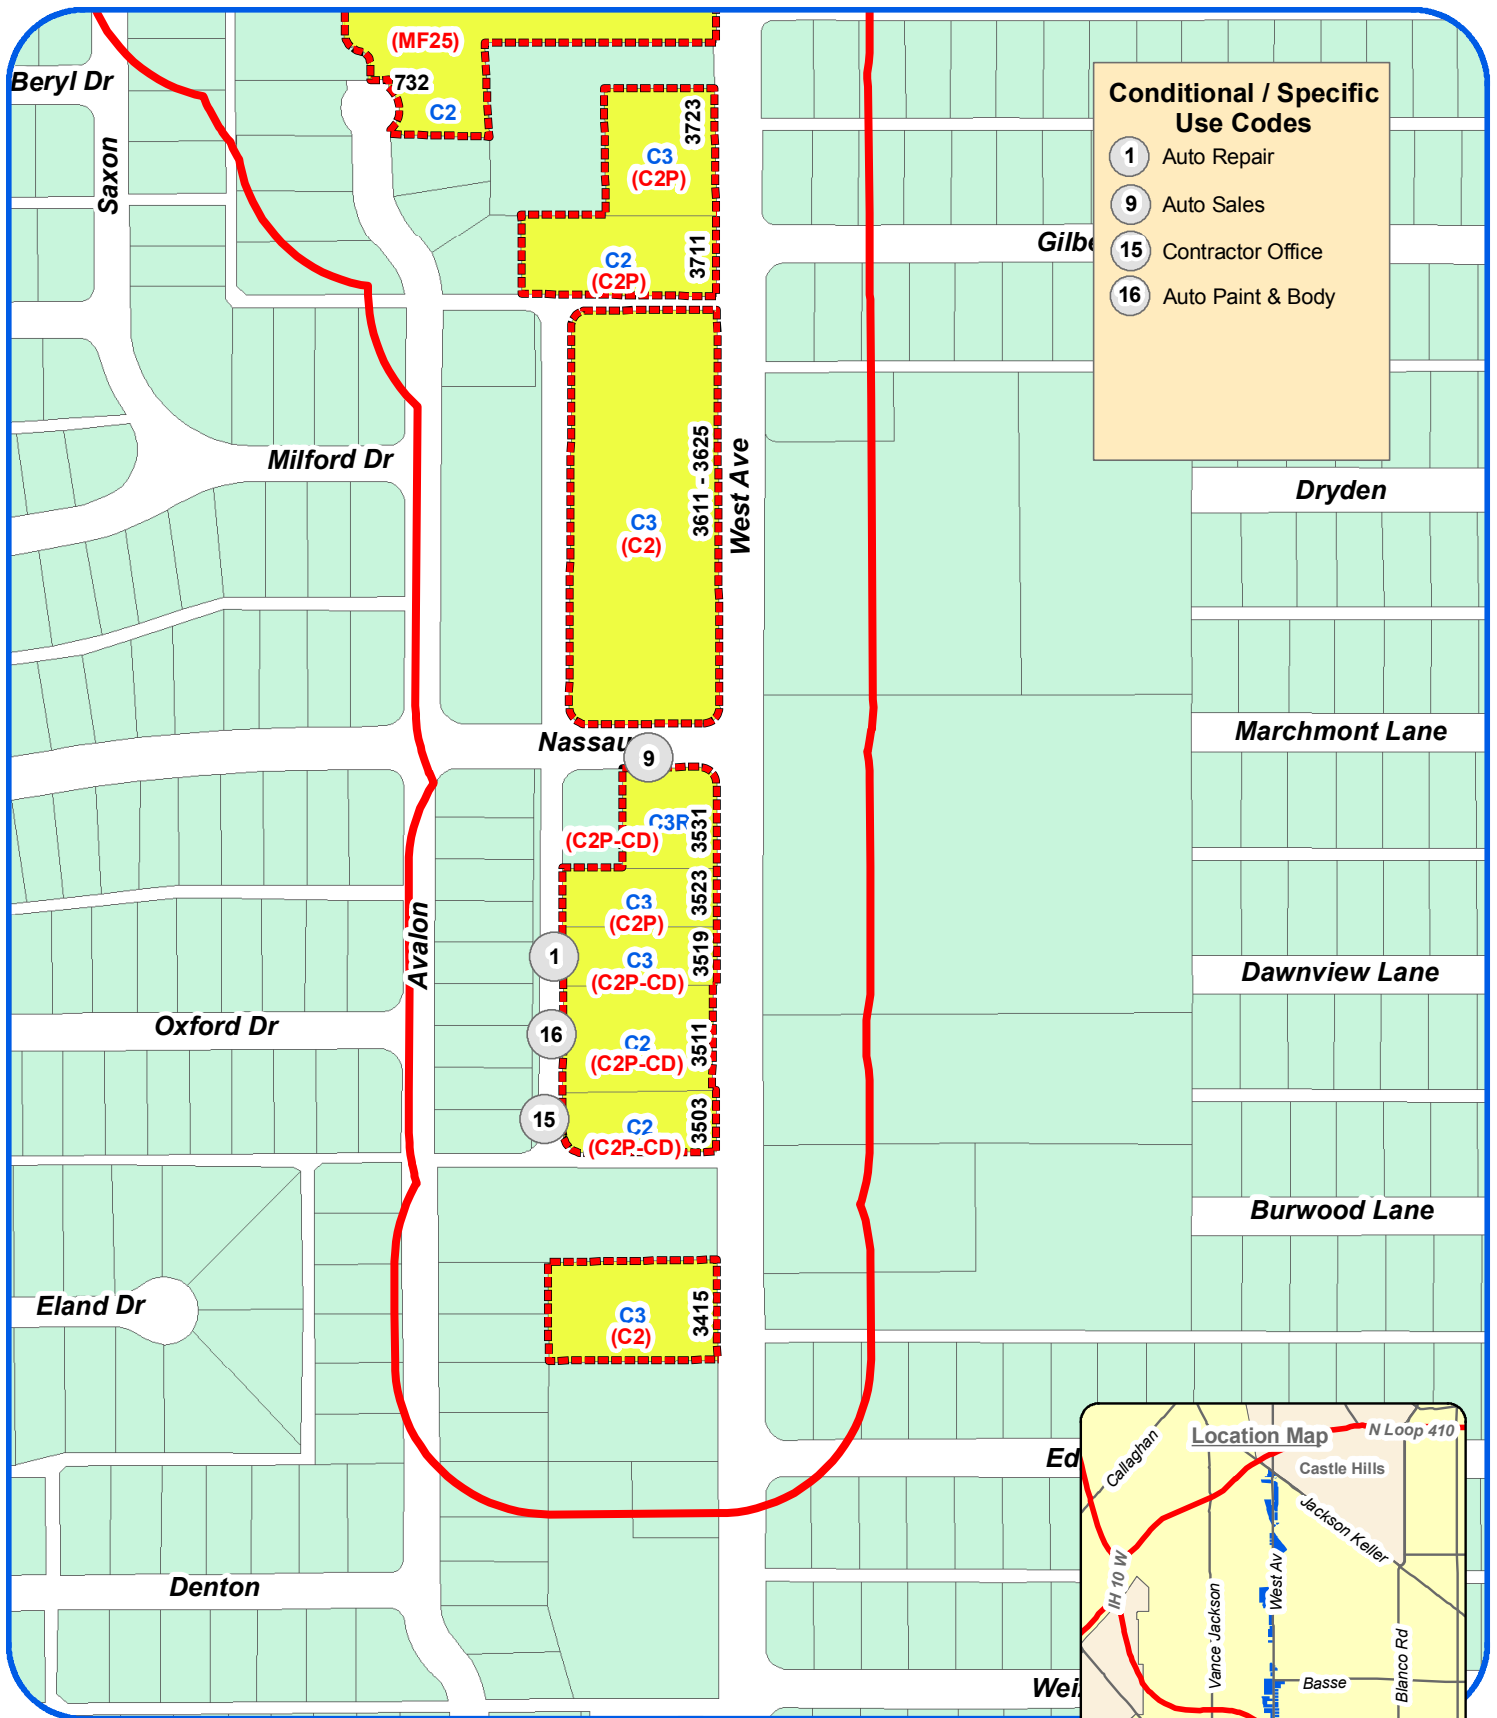 (MF25)
732
C2
Beryl Dr
Saxon
3723
C3
(C2P)
3711
C2
(C2P)
Conditional / Specific
Use Codes
1 Auto Repair
9 Auto Sales
15 Contractor Office
16 Auto Paint & Body
Milford Dr
3611 - 3625
West Ave
C3
(C2)
Dryden
Nassau
9
Marchmont Lane
C3R
3531
(C2P-CD)
3523
C3
(C2P)
Avalon
1
3519
C3
(C2P-CD)
Dawnview Lane
Oxford Dr
16
3511
C2
(C2P-CD)
15
3503
C2
(C2P-CD)
Burwood Lane
Eland Dr
3415
C3
(C2)
Location Map
N Loop 410
Callaghan
Castle Hills
Jackson Keller
IH 10 W
West Av
Vance Jackson
Blanco Rd
Basse
Denton